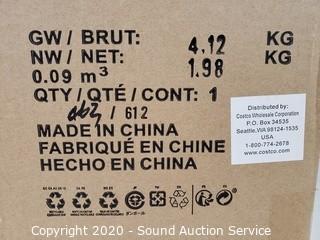 GW / BRUT: 4.12 KG
NW / NET: 1.98 KG
0.09 m³
QTY / QTÉ / CONT: 1
/ 612
MADE IN CHINA
FABRIQUÉ EN CHINE
HECHO EN CHINA
Distributed by:
Costco Wholesale Corporation
P.O. Box 34535
Seattle, WA 98124-1535
USA
1-800-774-2678
www.costco.com
Copyright 2020 - Sound Auction Service